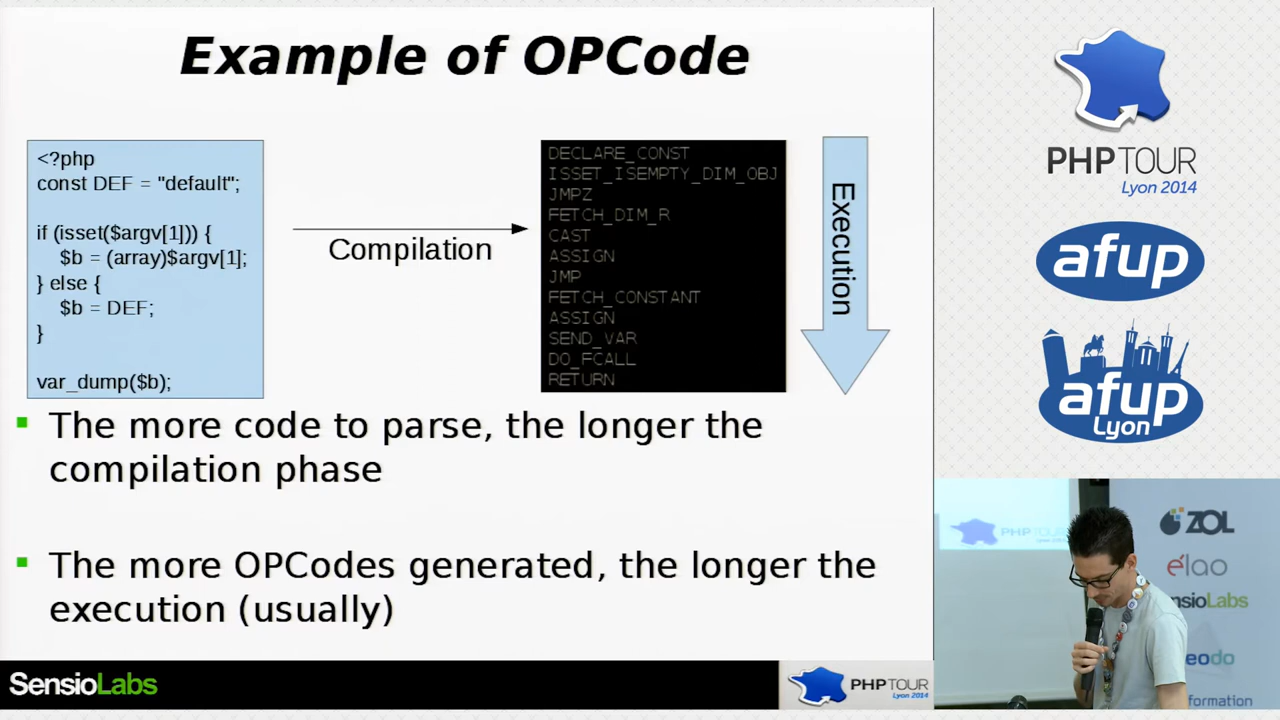 Example of OPCode
<?php
const DEF = "default";
if (isset($argv[1])) {
$b = (array)$argv[1];
} else {
$b = DEF;
}
var_dump($b);
Compilation
DECLARE_CONST
ISSET_ISEMPTY_DIM_OBJ
JMPZ
FETCH_DIM_R
CAST
ASSIGN
JMP
FETCH_CONSTANT
ASSIGN
SEND_VAR
DO_FCALL
RETURN
Execution
The more code to parse, the longer the
compilation phase
The more OPCodes generated, the longer the
execution (usually)
SensioLabs
PHPTOUR
Lyon 2014
PHPTOUR
Lyon 2014
afup
afup
Lyon
PHPTOUR
ZOL
élao
nsioLabs
eodo
formation